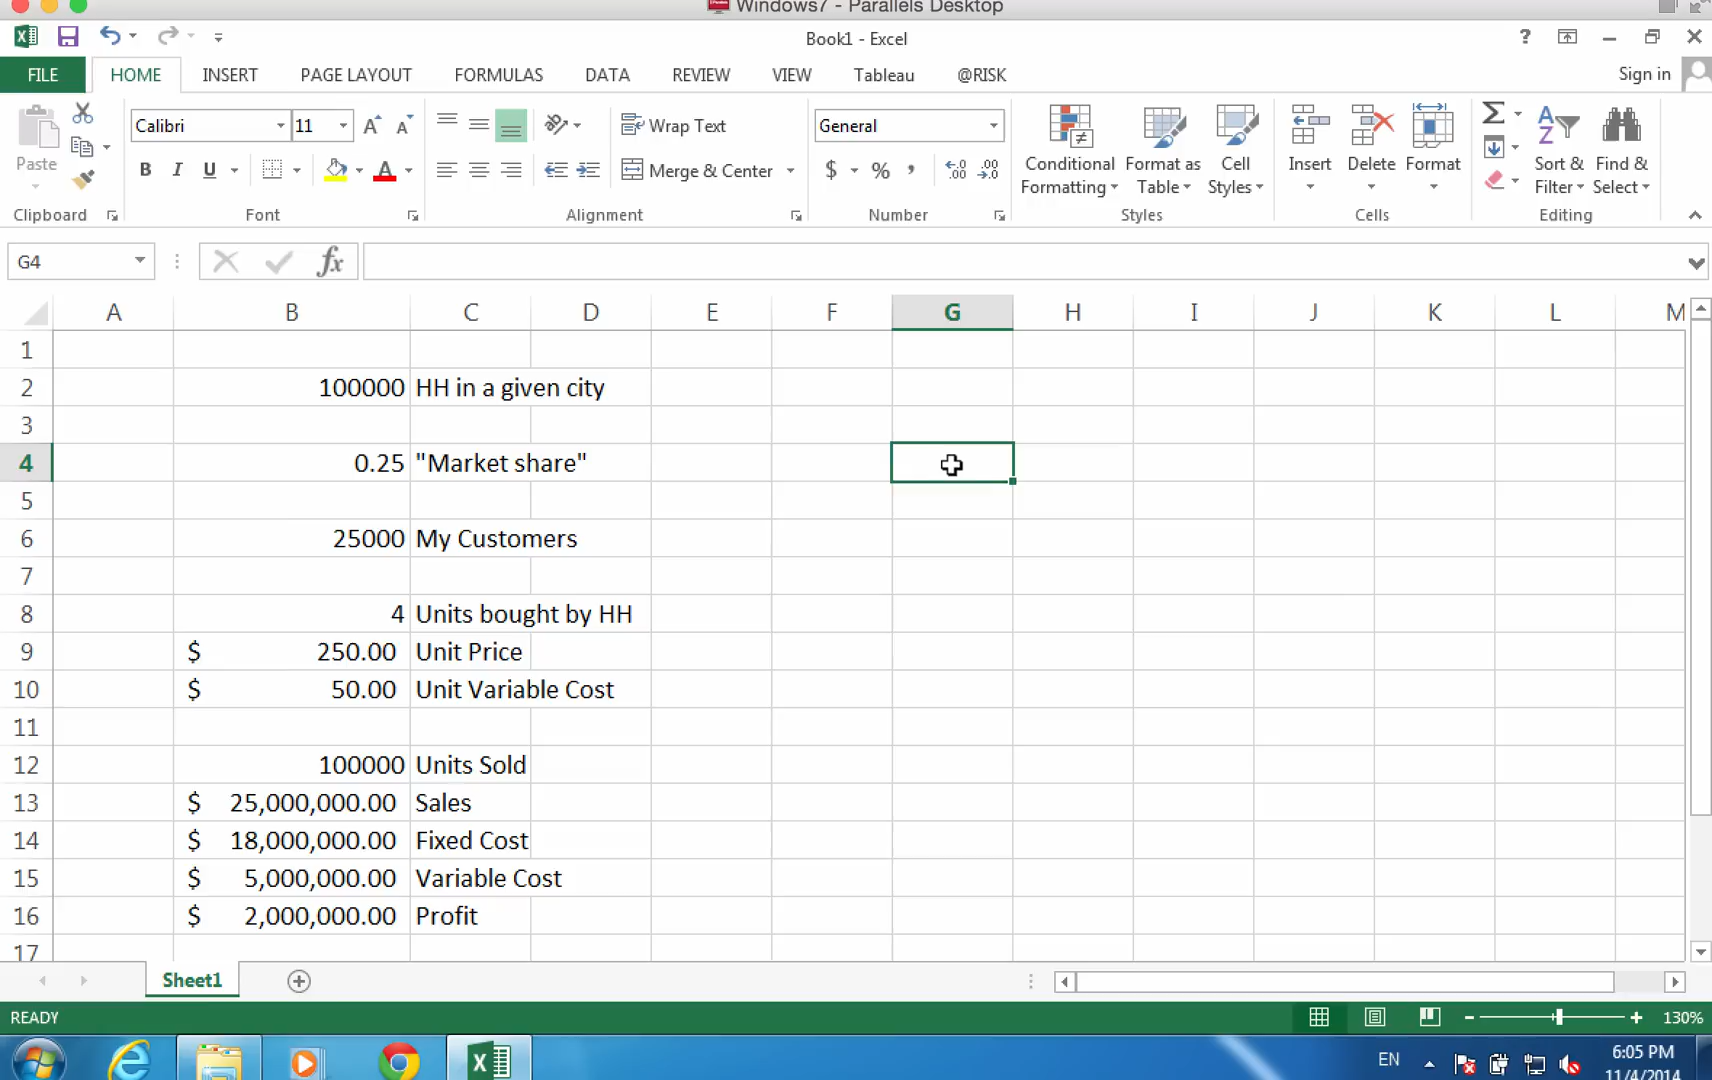 Windows7 - Parallels Desktop
Book1 - Excel
?
FILE HOME INSERT PAGE LAYOUT FORMULAS DATA REVIEW VIEW Tableau @RISK Sign in
Paste
Clipboard
Calibri 11
B I U
Font
Wrap Text
Merge & Center
Alignment
General
$ % ,
Number
Conditional Formatting
Format as Table
Cell Styles
Styles
Insert
Delete
Format
Cells
Sort & Filter
Find & Select
Editing
G4 fx
A B C D E F G H I J K L M
1
2 100000 HH in a given city
3
4 0.25 "Market share"
5
6 25000 My Customers
7
8 4 Units bought by HH
9 $ 250.00 Unit Price
10 $ 50.00 Unit Variable Cost
11
12 100000 Units Sold
13 $ 25,000,000.00 Sales
14 $ 18,000,000.00 Fixed Cost
15 $ 5,000,000.00 Variable Cost
16 $ 2,000,000.00 Profit
17
Sheet1
READY 130%
EN
6:05 PM
11/4/2014